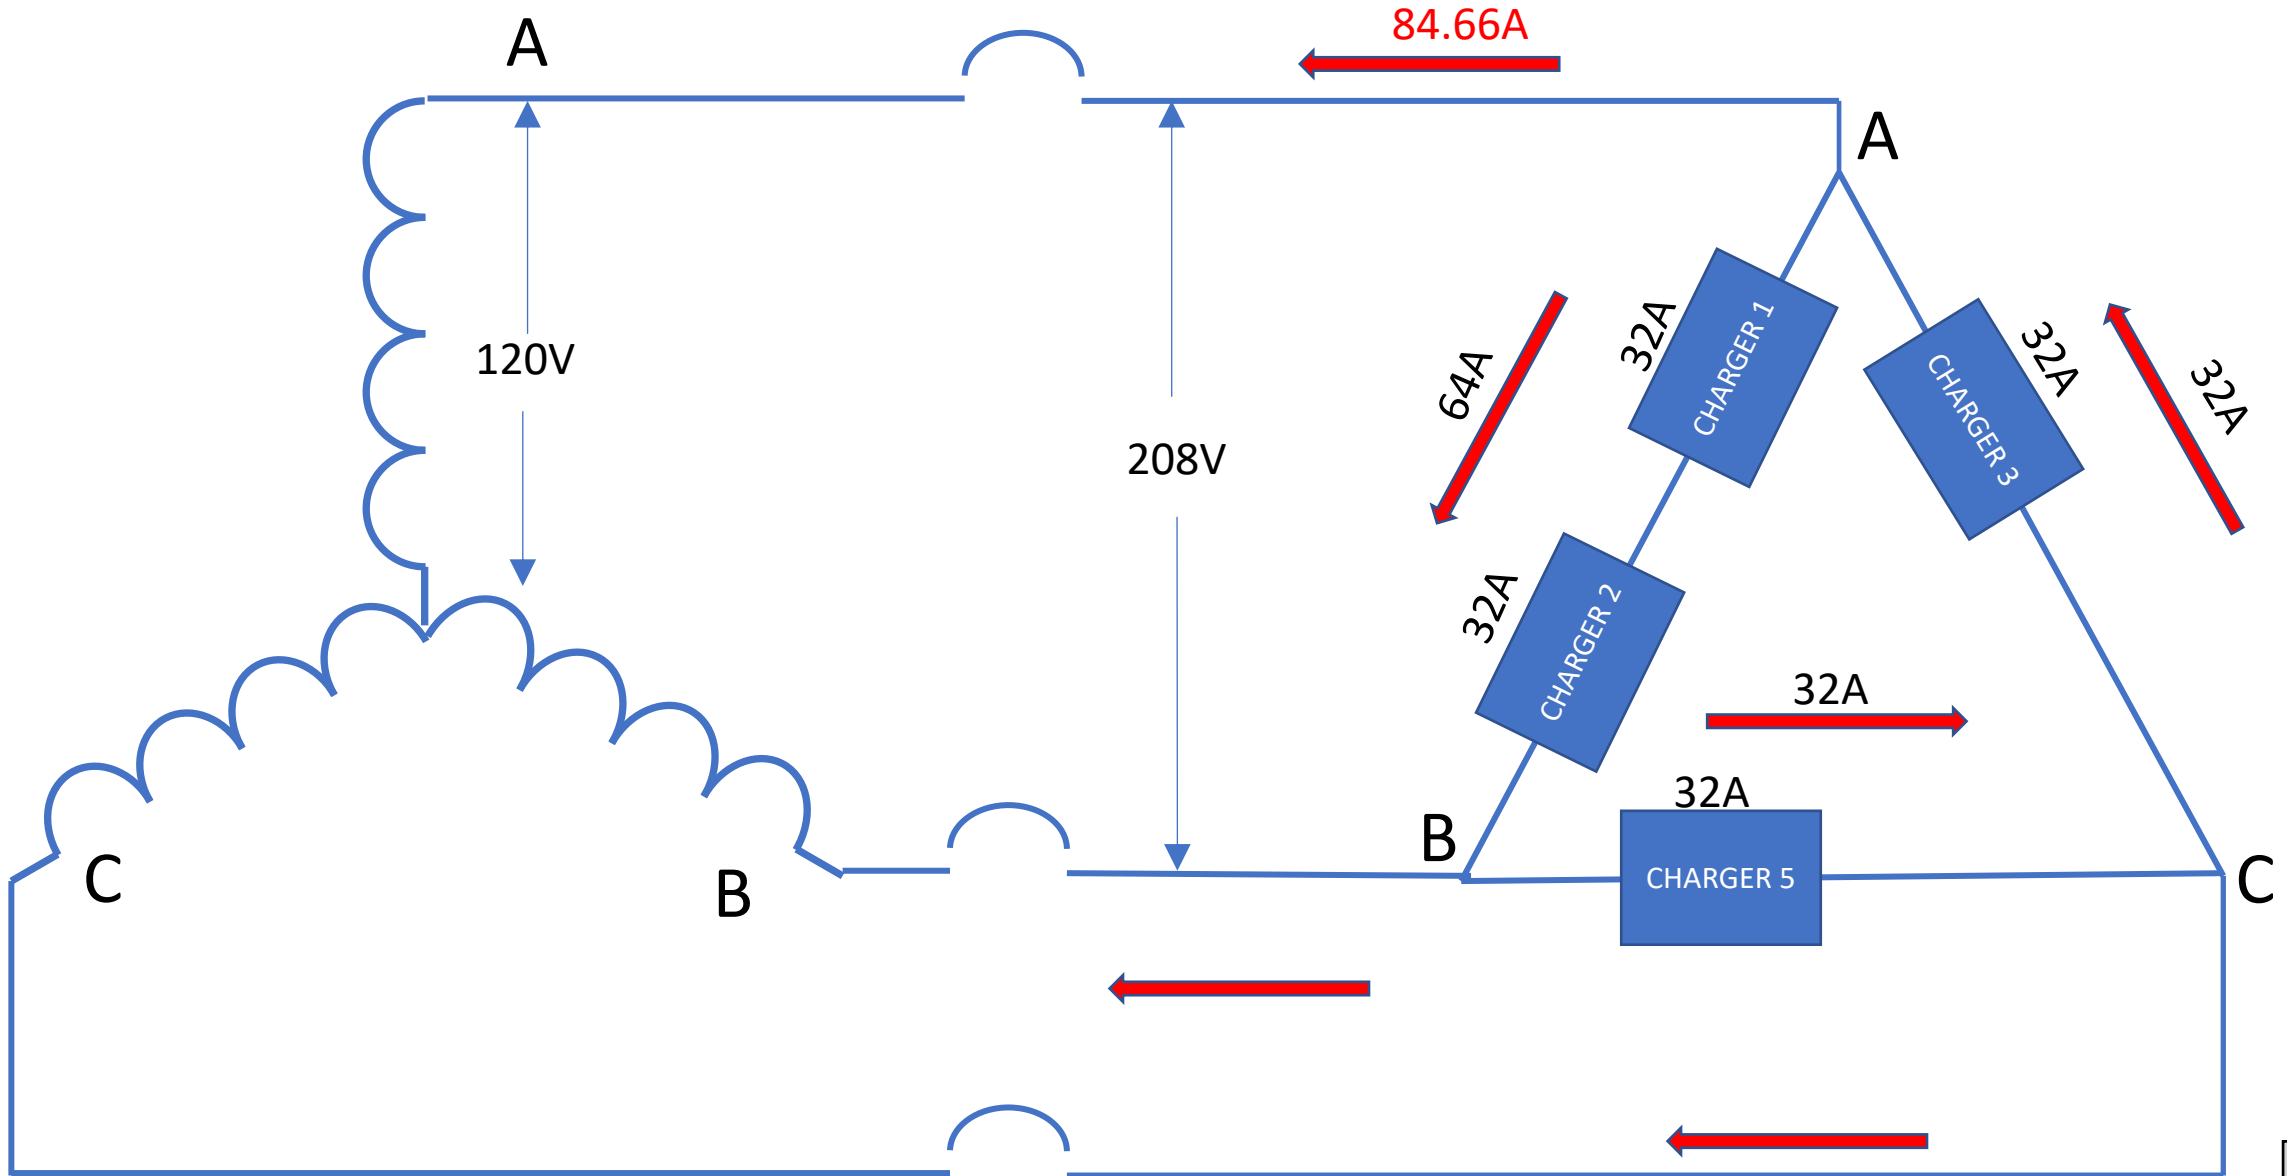 84.66A
A
A
120V
208V
64A
32A
CHARGER 1
32A
CHARGER 3
32A
32A
CHARGER 2
32A
32A
B
CHARGER 5
C
C
B